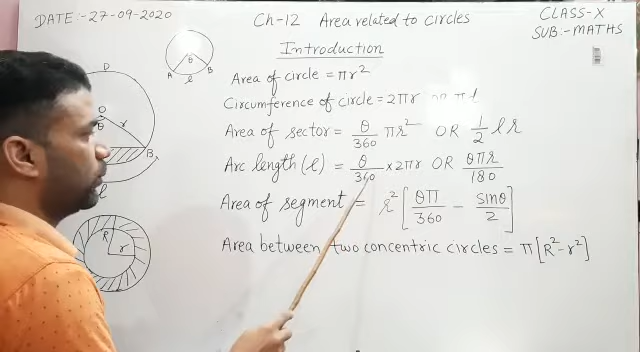 DATE:-27-09-2020
Ch-12 Area related to circles
CLASS-X
SUB:-MATHS
Introduction
θ
A B
l
Area of circle = πr²
Circumference of circle = 2πr
D
O
θ r
B
l
Area of sector = θ/360 πr² OR 1/2 lr
Arc length(l) = θ/360 × 2πr OR θπr/180
Area of segment = r² [θπ/360 - sinθ/2]
R r
Area between two concentric circles = π[R²-r²]